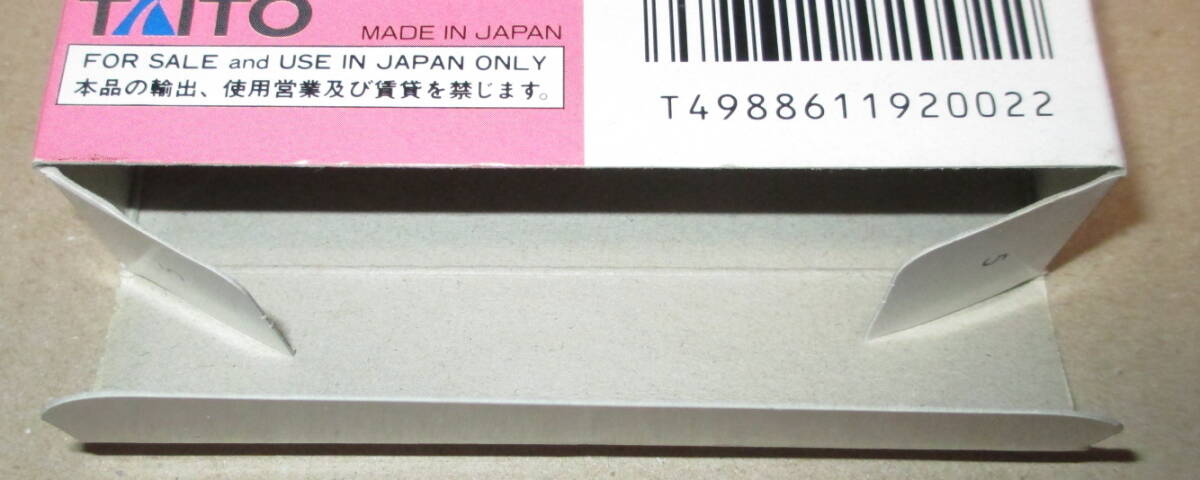 TAITO
MADE IN JAPAN
FOR SALE and USE IN JAPAN ONLY
本品の輸出、使用営業及び賃貸を禁じます。
T4988611920022
5